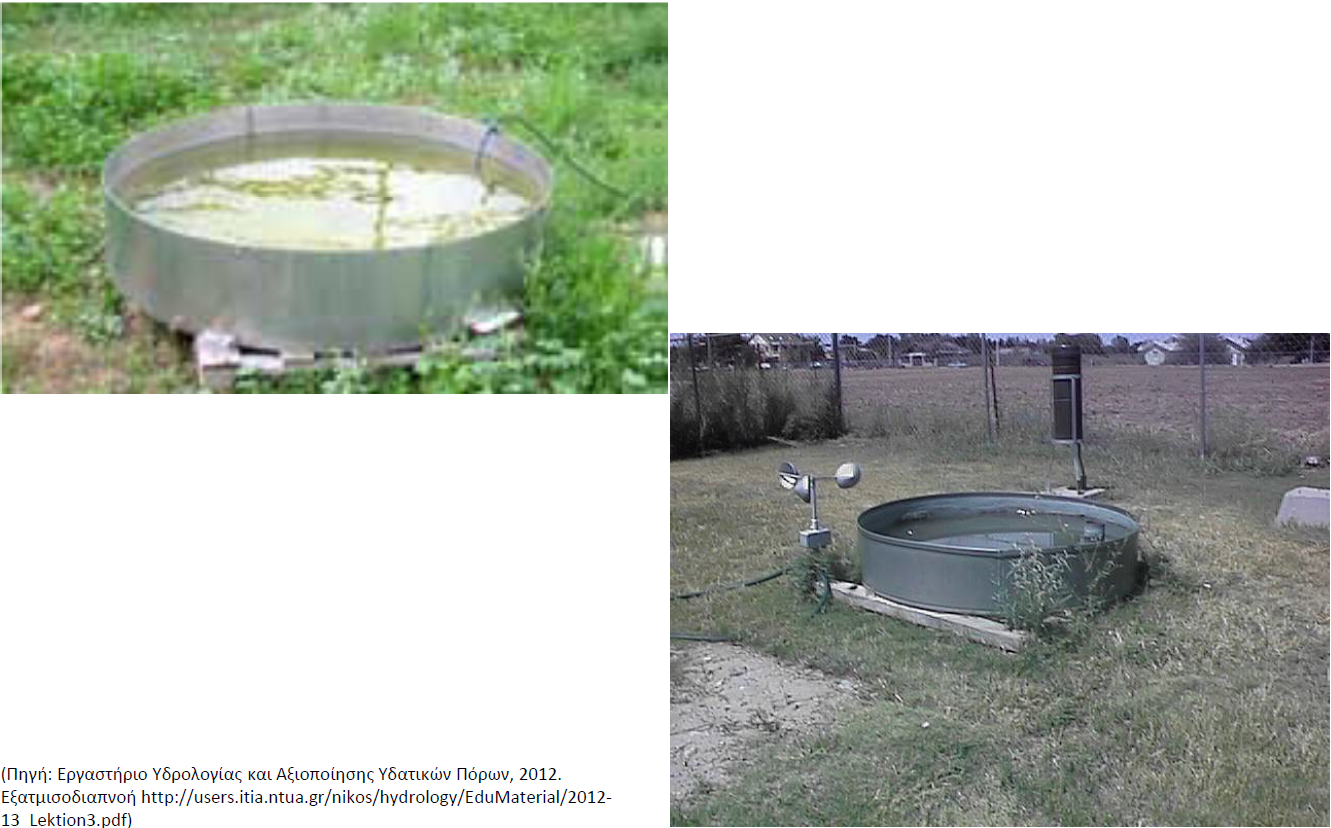 (Πηγή: Εργαστήριο Υδρολογίας και Αξιοποίησης Υδατικών Πόρων, 2012.
Εξατμισοδιαπνοή http://users.itia.ntua.gr/nikos/hydrology/EduMaterial/2012-
13_Lektion3.pdf)